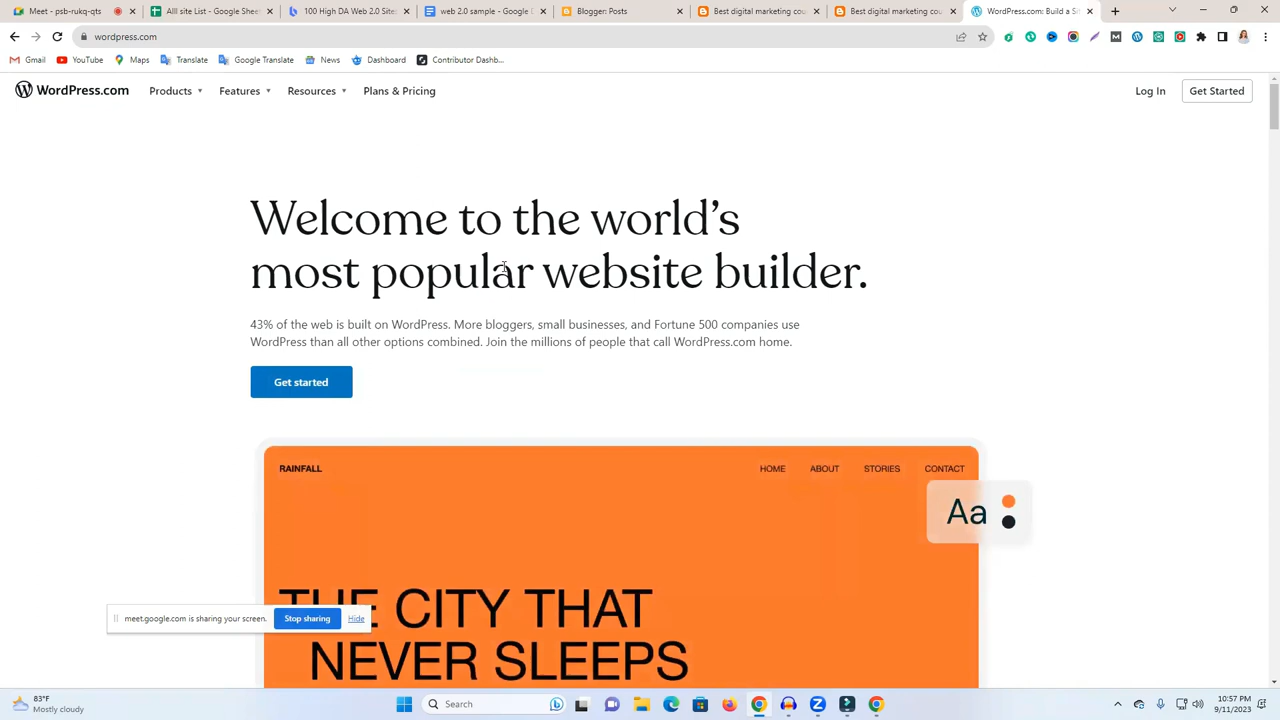 Meet - psb-rukq-qts
All site List - Google Sheet
100 High DA Web 2.0 Sites
web 2.0 sample - Google D
Blogger: Posts
Best digital marketing cou
Best digital marketing cou
WordPress.com: Build a Si
wordpress.com
Gmail
YouTube
Maps
Translate
Google Translate
News
Dashboard
Contributor Dashb...
WordPress.com
Products
Features
Resources
Plans & Pricing
Log In
Get Started
Welcome to the world's
most popular website builder.
43% of the web is built on WordPress. More bloggers, small businesses, and Fortune 500 companies use
WordPress than all other options combined. Join the millions of people that call WordPress.com home.
Get started
RAINFALL
HOME
ABOUT
STORIES
CONTACT
Aa
THE CITY THAT
NEVER SLEEPS
meet.google.com is sharing your screen.
Stop sharing
Hide
83°F
Mostly cloudy
Search
10:57 PM
9/11/2023